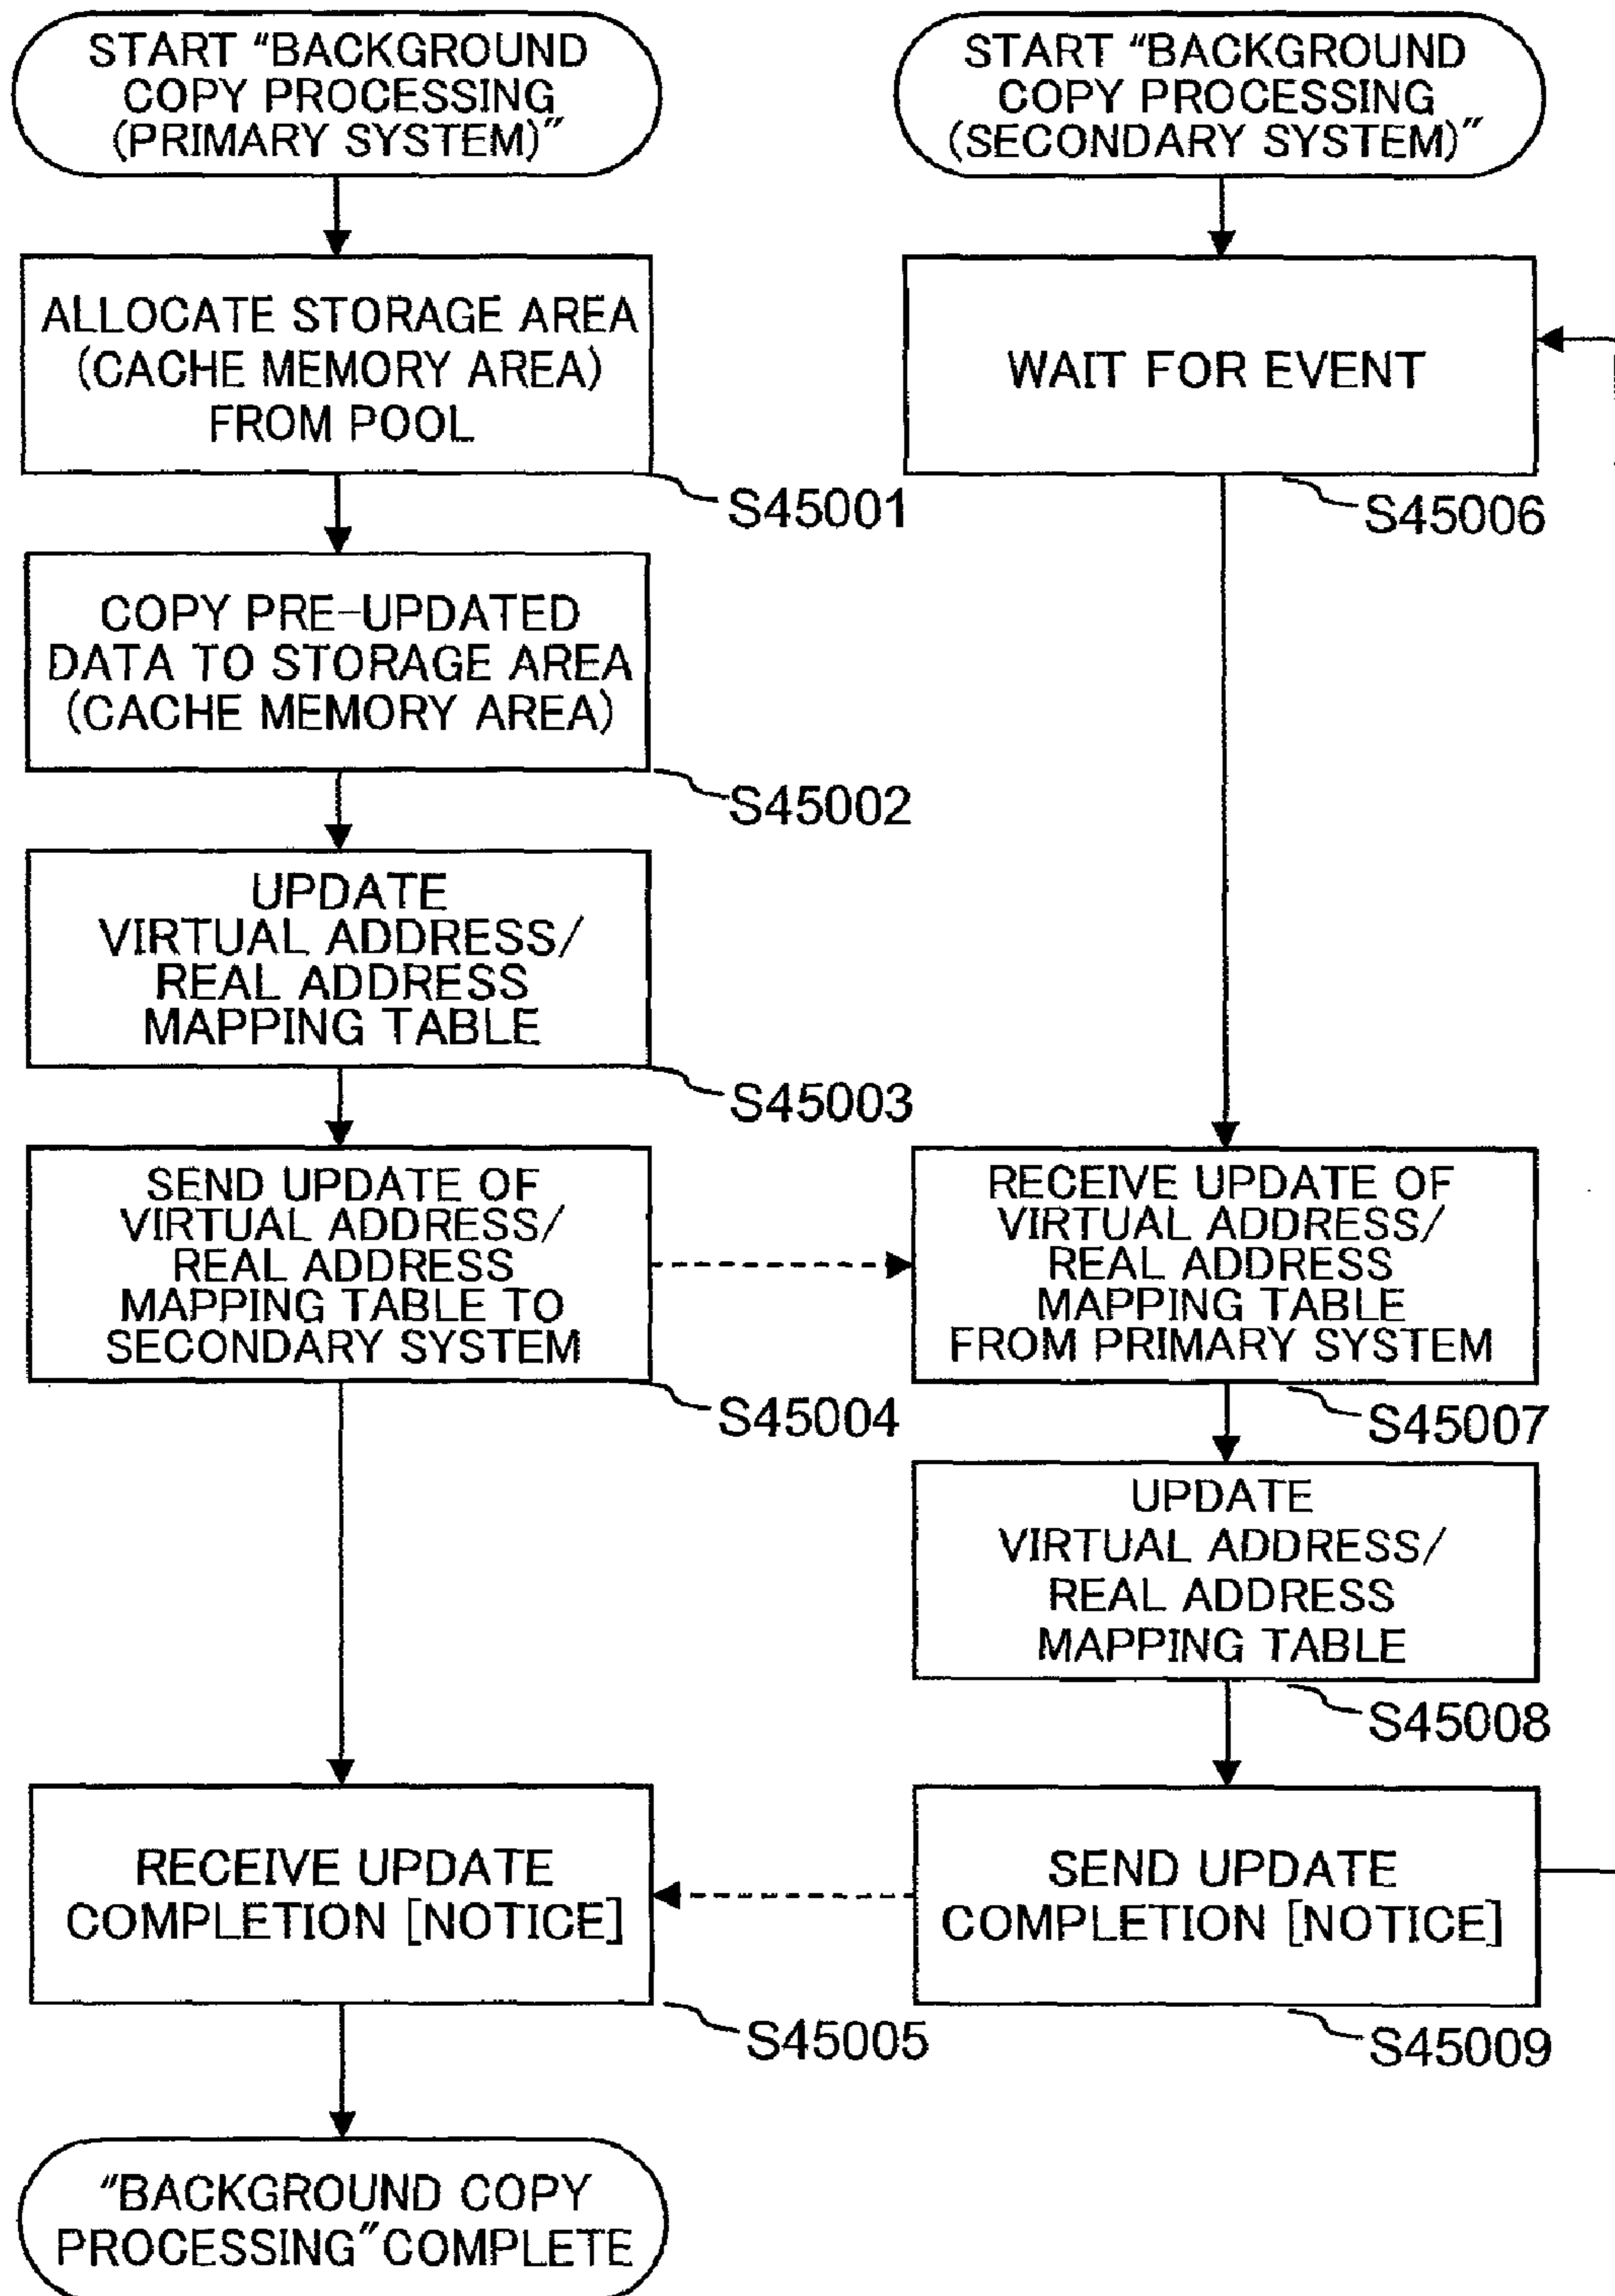 START “BACKGROUND
COPY PROCESSING
(PRIMARY SYSTEM)”
ALLOCATE STORAGE AREA
(CACHE MEMORY AREA)
FROM POOL
S45001
COPY PRE-UPDATED
DATA TO STORAGE AREA
(CACHE MEMORY AREA)
S45002
UPDATE
VIRTUAL ADDRESS/
REAL ADDRESS
MAPPING TABLE
S45003
SEND UPDATE OF
VIRTUAL ADDRESS/
REAL ADDRESS
MAPPING TABLE TO
SECONDARY SYSTEM
S45004
RECEIVE UPDATE
COMPLETION [NOTICE]
S45005
“BACKGROUND COPY
PROCESSING” COMPLETE
START “BACKGROUND
COPY PROCESSING
(SECONDARY SYSTEM)”
WAIT FOR EVENT
S45006
RECEIVE UPDATE OF
VIRTUAL ADDRESS/
REAL ADDRESS
MAPPING TABLE
FROM PRIMARY SYSTEM
S45007
UPDATE
VIRTUAL ADDRESS/
REAL ADDRESS
MAPPING TABLE
S45008
SEND UPDATE
COMPLETION [NOTICE]
S45009